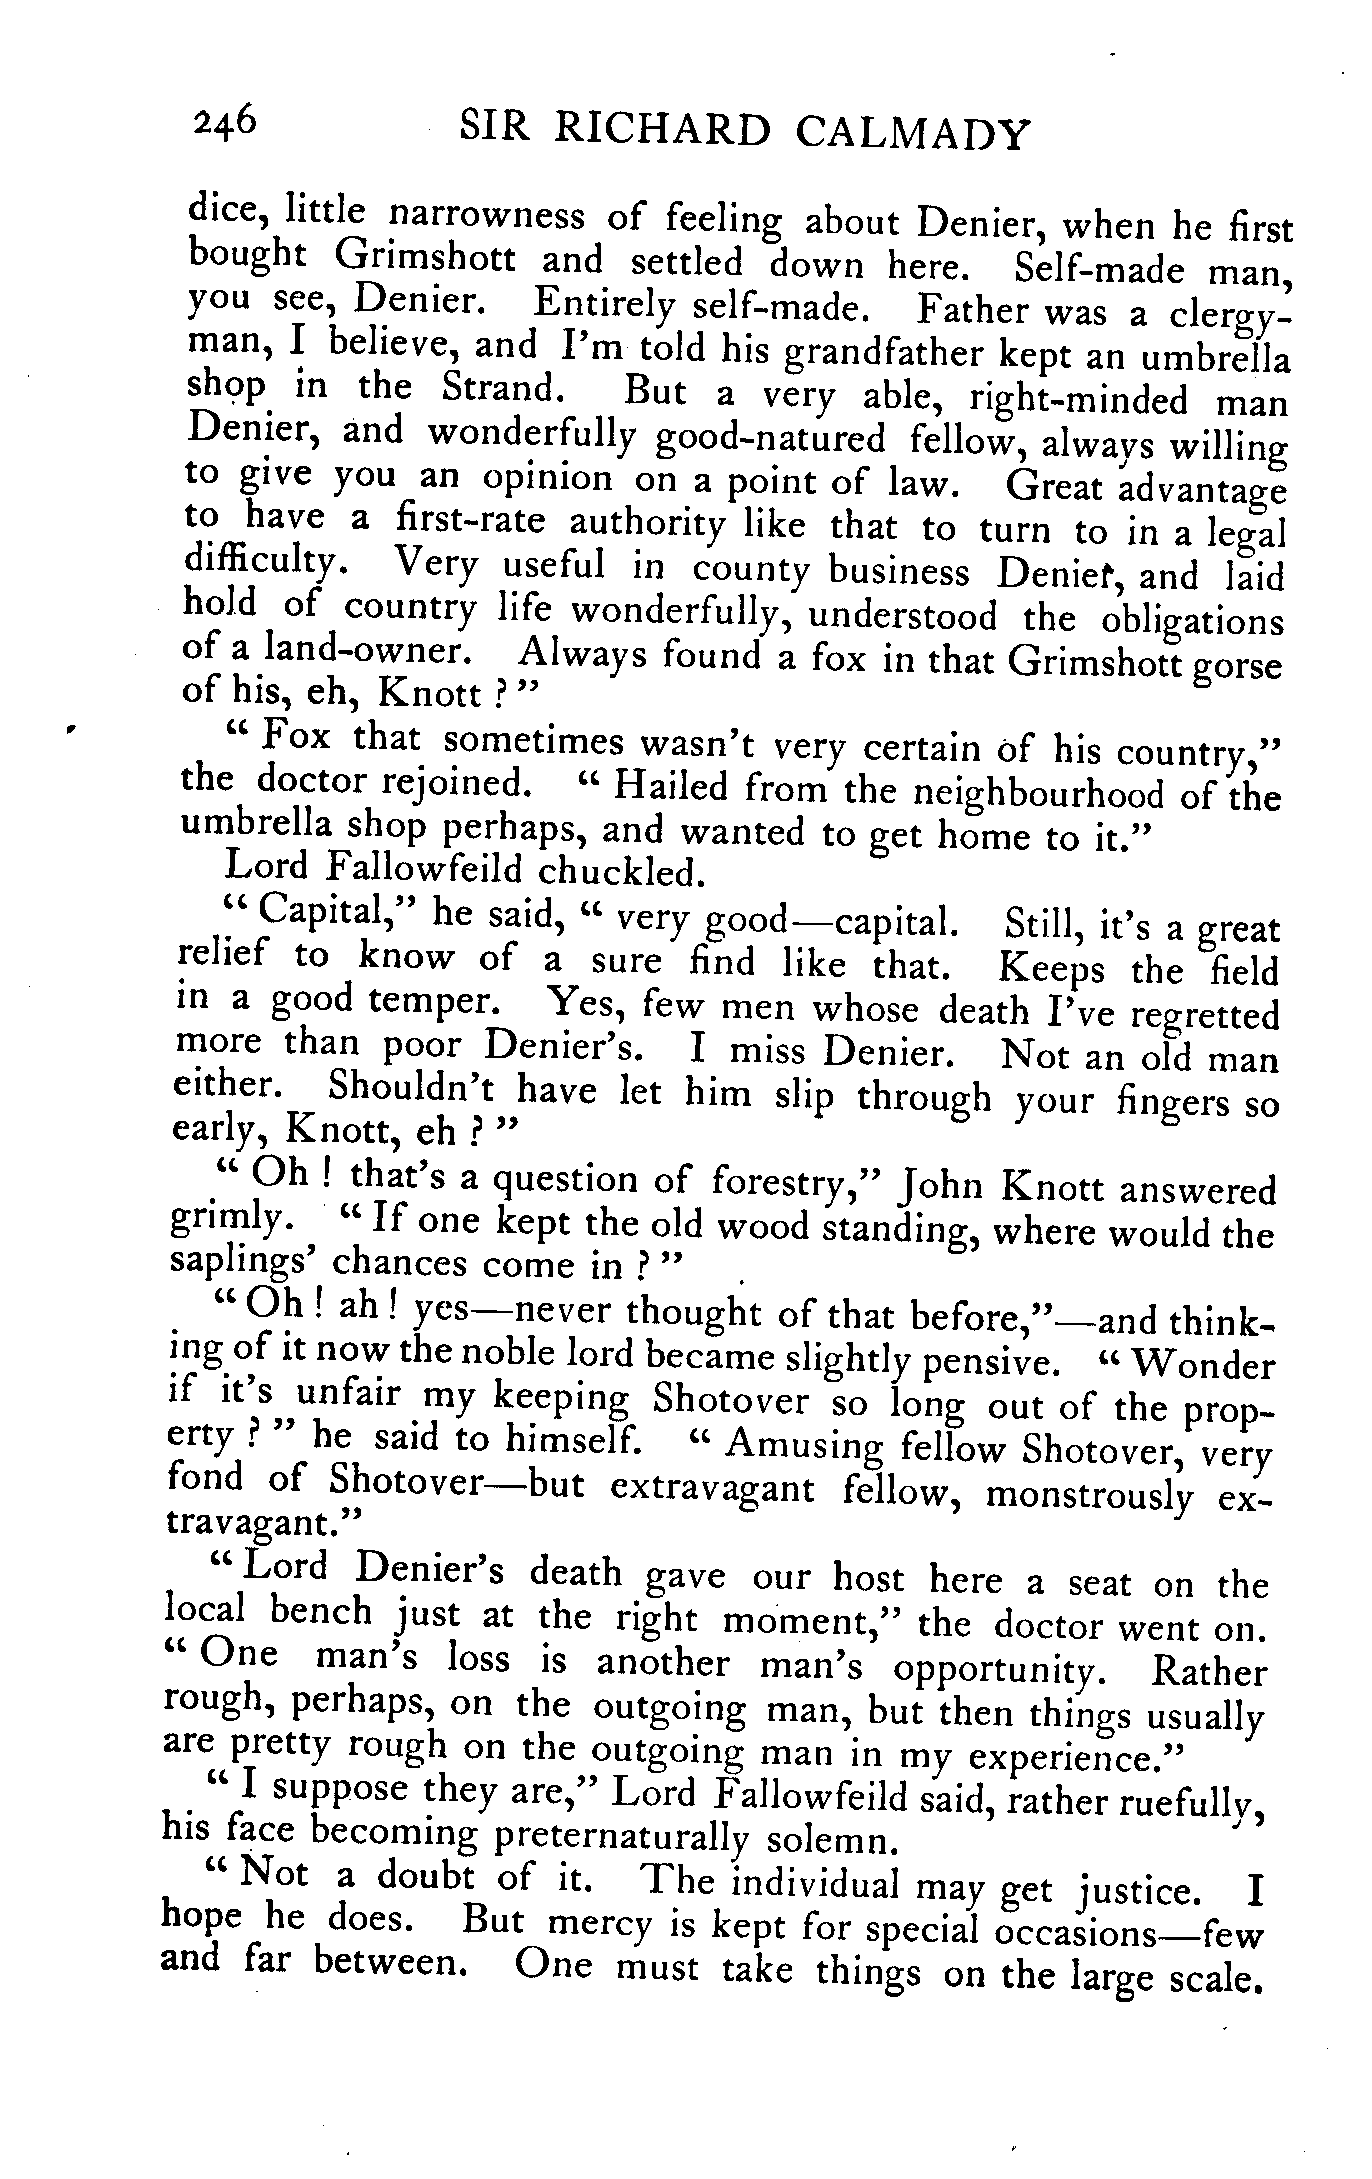 246 SIR RICHARD CALMADY
dice, little narrowness of feeling about Denier, when he first
bought Grimshott and settled down here. Self-made man,
you see, Denier. Entirely self-made. Father was a clergy-
man, I believe, and I'm told his grandfather kept an umbrella
shop in the Strand. But a very able, right-minded man
Denier, and wonderfully good-natured fellow, always willing
to give you an opinion on a point of law. Great advantage
to have a first-rate authority like that to turn to in a legal
difficulty. Very useful in county business Denier, and laid
hold of country life wonderfully, understood the obligations
of a land-owner. Always found a fox in that Grimshott gorse
of his, eh, Knott ? "
" Fox that sometimes wasn't very certain of his country,"
the doctor rejoined. " Hailed from the neighbourhood of the
umbrella shop perhaps, and wanted to get home to it."
Lord Fallowfeild chuckled.
" Capital," he said, " very good—capital. Still, it's a great
relief to know of a sure find like that. Keeps the field
in a good temper. Yes, few men whose death I've regretted
more than poor Denier's. I miss Denier. Not an old man
either. Shouldn't have let him slip through your fingers so
early, Knott, eh ? "
" Oh ! that's a question of forestry," John Knott answered
grimly. " If one kept the old wood standing, where would the
saplings' chances come in ? "
" Oh ! ah ! yes—never thought of that before,"—and think-
ing of it now the noble lord became slightly pensive. " Wonder
if it's unfair my keeping Shotover so long out of the prop-
erty ? " he said to himself. " Amusing fellow Shotover, very
fond of Shotover—but extravagant fellow, monstrously ex-
travagant."
" Lord Denier's death gave our host here a seat on the
local bench just at the right moment," the doctor went on.
" One man's loss is another man's opportunity. Rather
rough, perhaps, on the outgoing man, but then things usually
are pretty rough on the outgoing man in my experience."
" I suppose they are," Lord Fallowfeild said, rather ruefully,
his face becoming preternaturally solemn.
" Not a doubt of it. The individual may get justice. I
hope he does. But mercy is kept for special occasions—few
and far between. One must take things on the large scale.